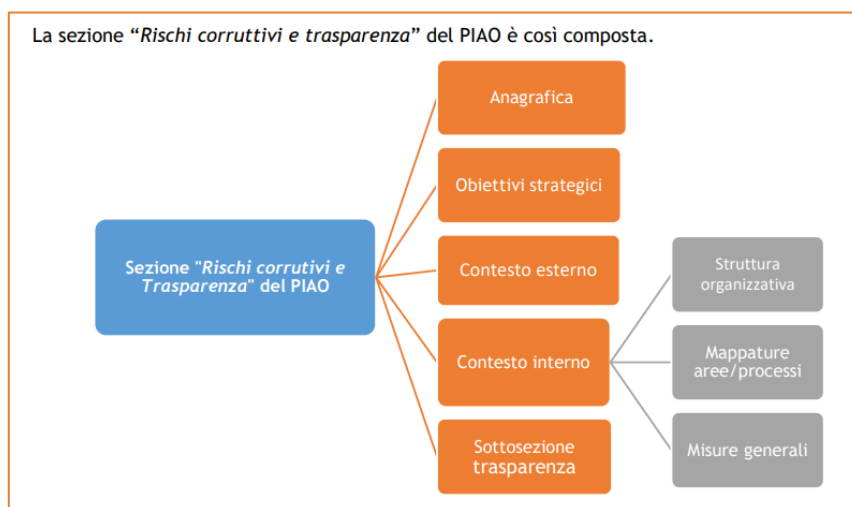 La sezione “Rischi corruttivi e trasparenza” del PIAO è così composta.
Anagrafica
Obiettivi strategici
Sezione "Rischi corrutivi e
Trasparenza" del PIAO
Contesto esterno
Contesto interno
Sottosezione
trasparenza
Struttura
organizzativa
Mappature
aree/processi
Misure generali